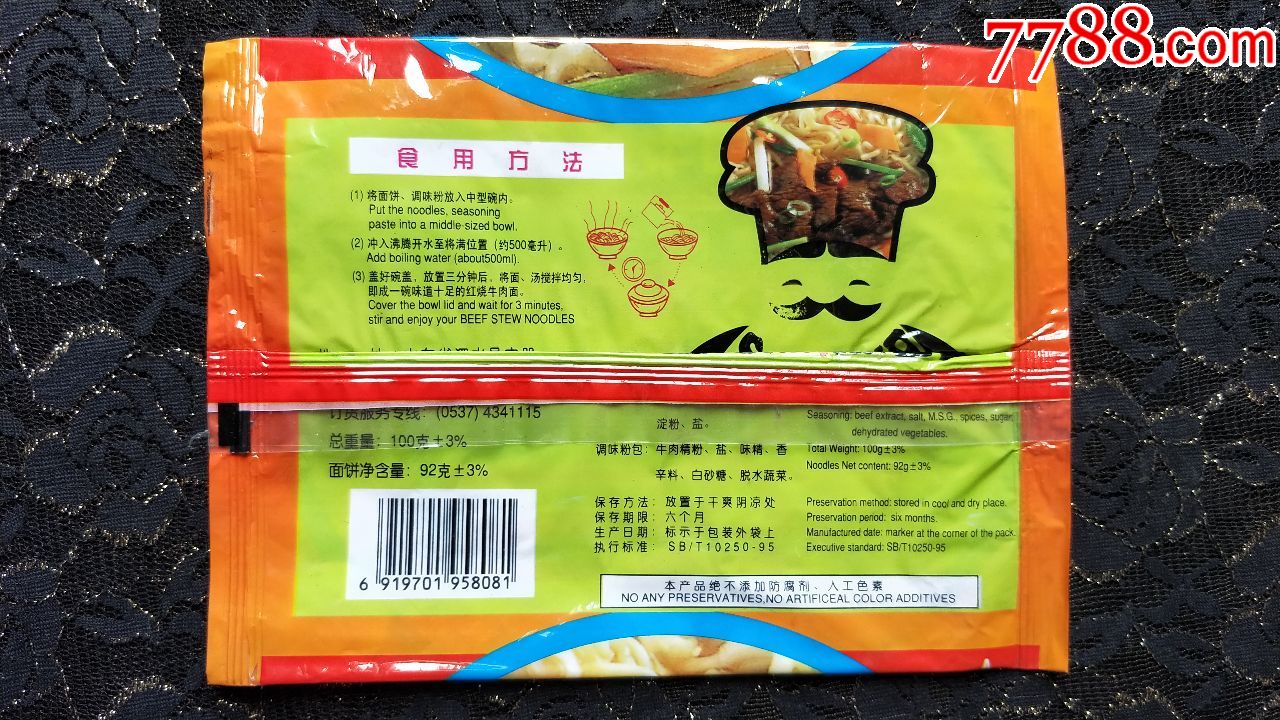 7788.com
食用方法
(1) 将面饼、调味粉放入中型碗内。
Put the noodles, seasoning
paste into a middle-sized bowl.
(2) 冲入沸腾开水至将满位置 (约500毫升) 。
Add boiling water (about500ml).
(3) 盖好碗盖，放置三分钟后，将面、汤搅拌均匀，
即成一碗味道十足的红烧牛肉面。
Cover the bowl lid and wait for 3 minutes,
stir and enjoy your BEEF STEW NOODLES
订货服务专线: (0537) 4341115
总重量: 100克±3%
面饼净含量: 92克±3%
6 919701 958081
淀粉、盐。
调味粉包: 牛肉精粉、盐、味精、香
辛料、白砂糖、脱水蔬菜。
保存方法: 放置于干爽阴凉处
保存期限: 六个月
生产日期: 标示于包装外袋上
执行标准: SB/T10250-95
Seasoning: beef extract, salt, M.S.G., spices, sugar,
dehydrated vegetables.
Total Weight: 100g±3%
Noodles Net content: 92g±3%
Preservation method: stored in cool and dry place.
Preservation period: six months.
Manufactured date: marker at the corner of the pack.
Executive standard: SB/T10250-95
本产品绝不添加防腐剂、人工色素
NO ANY PRESERVATIVES,NO ARTIFICEAL COLOR ADDITIVES